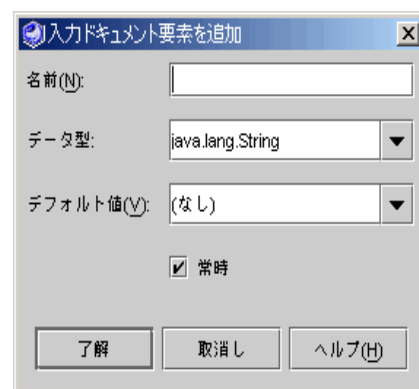 入力ドキュメント要素を追加
名前(N):
データ型: java.lang.String
デフォルト値(V): (なし)
常時
了解 取消し ヘルプ(H)